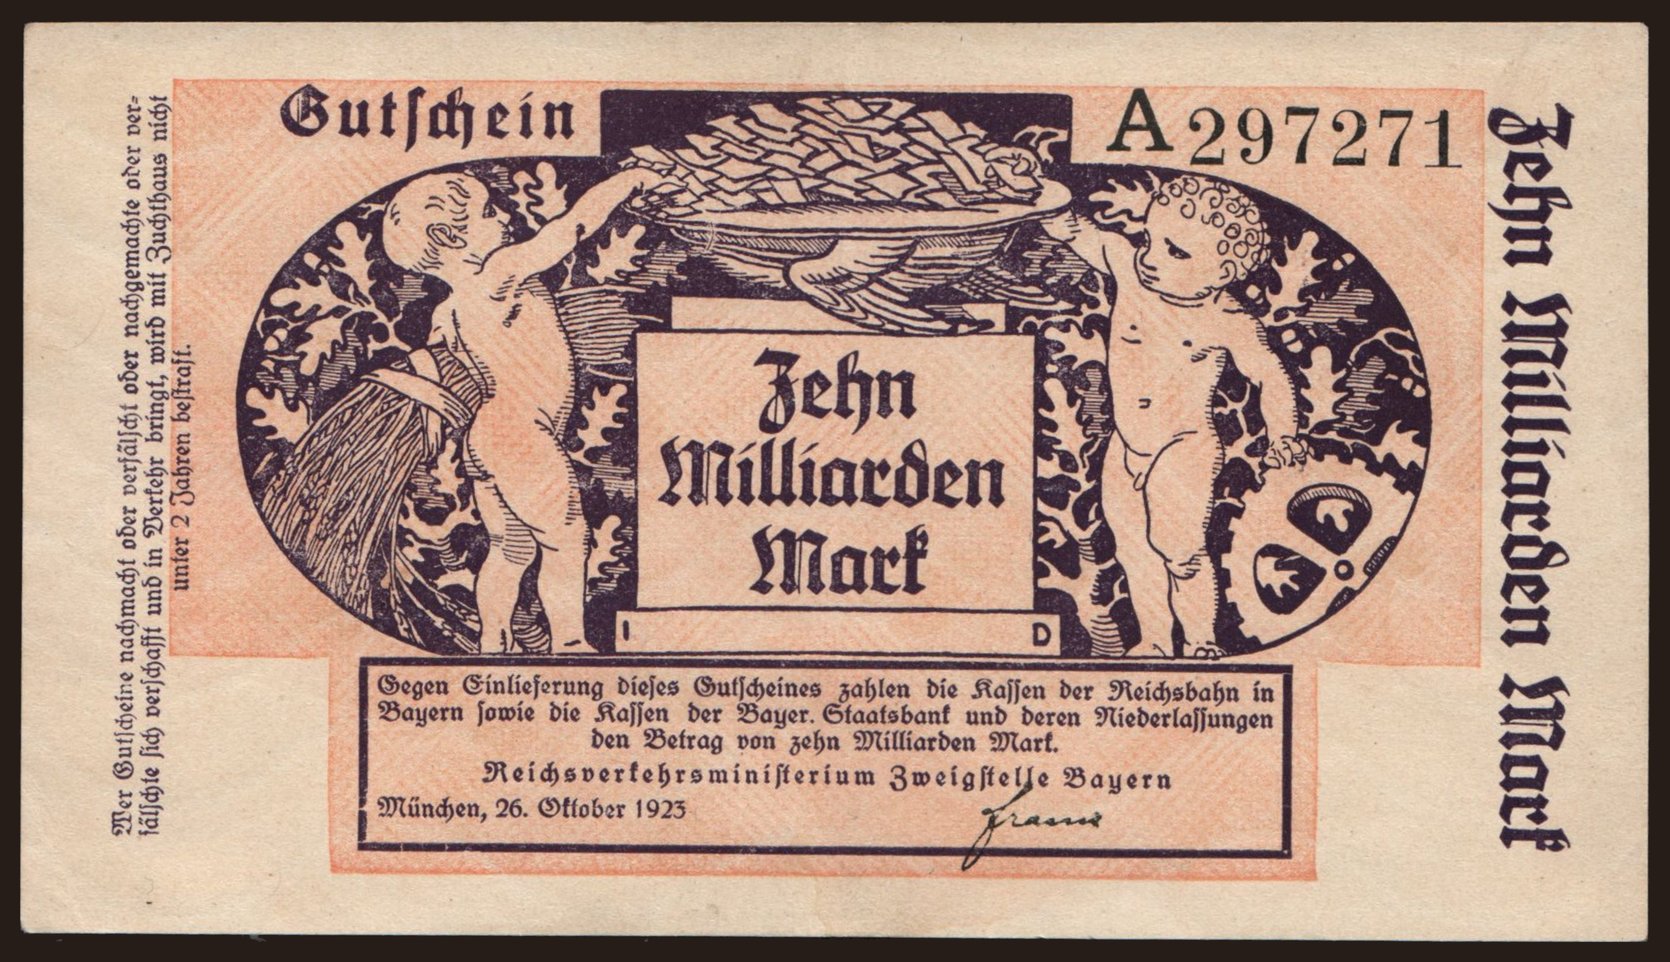 Gutschein
A 297271
Zehn
Milliarden
Mark
I D
Gegen Einlieferung dieses Gutscheines zahlen die Kassen der Reichsbahn in
Bayern sowie die Kassen der Bayer. Staatsbank und deren Niederlassungen
den Betrag von zehn Milliarden Mark.
Reichsverkehrsministerium Zweigstelle Bayern
München, 26. Oktober 1923
Wer Gutscheine nachmacht oder verfälscht oder nachgemachte oder ver-
fälschte sich verschafft und in Verkehr bringt, wird mit Zuchthaus nicht
unter 2 Jahren bestraft.
Zehn Milliarden Mark